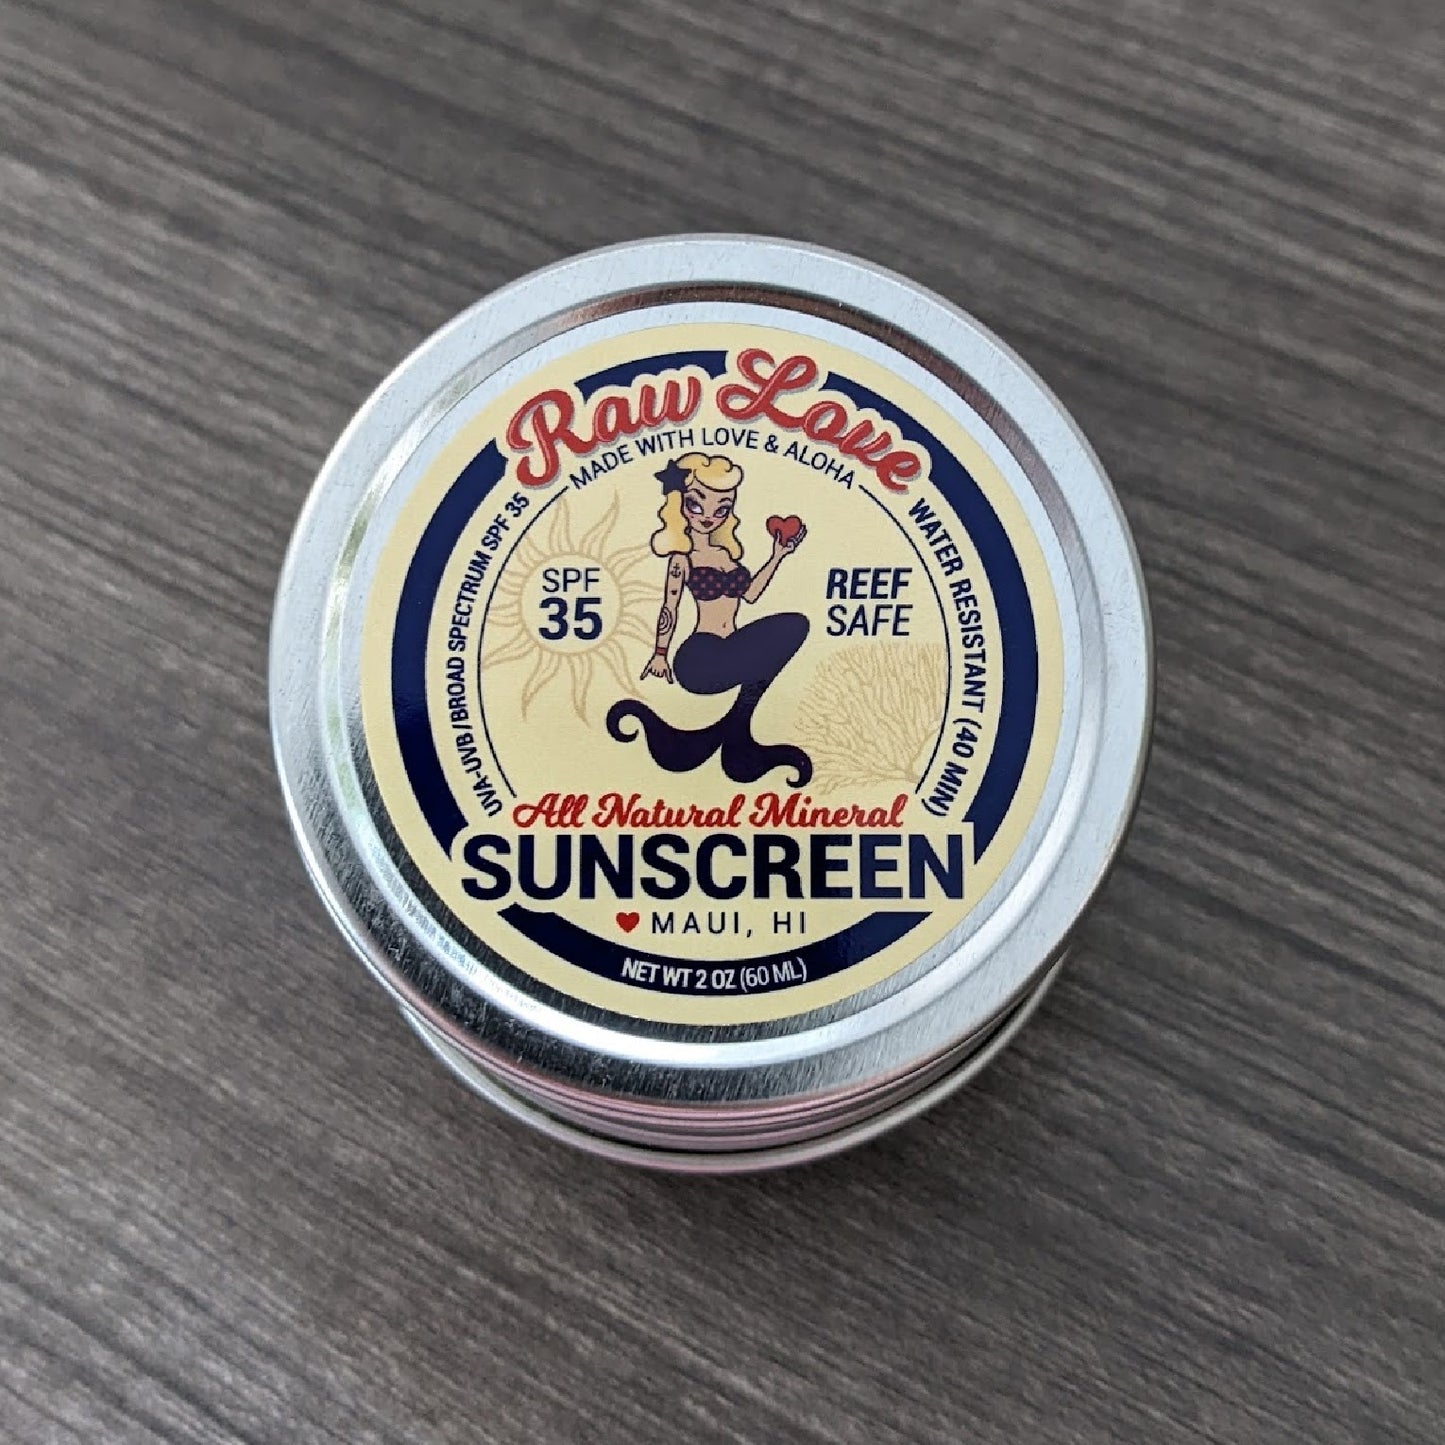 Raw Love
MADE WITH LOVE & ALOHA
UVA-UVB/BROAD SPECTRUM SPF 35
WATER RESISTANT (40 MIN)
SPF
35
REEF
SAFE
All Natural Mineral
SUNSCREEN
MAUI, HI
NET WT 2 OZ (60 ML)